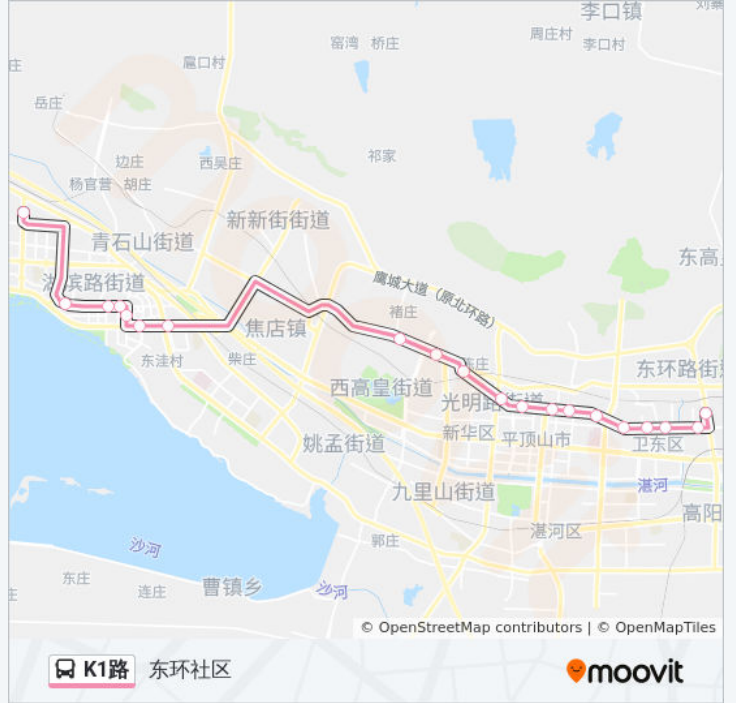 李口镇
周庄村
李口村
窑湾
桥庄
扈口村
庄
岳庄
祁家
边庄
西吴庄
杨官营
胡庄
新新街街道
青石山街道
东高
湖滨路街道
鹰城大道（原北环路）
褚庄
焦店镇
东洼村
柴庄
庄
东环路街道
西高皇街道
光明路街道
新华区
平顶山市
卫东区
姚孟街道
九里山街道
湛河
高阳
湛河区
郭庄
沙河
东庄
连庄
曹镇乡
沙河
庄
© OpenStreetMap contributors | © OpenMapTiles
K1路 东环社区
moovit